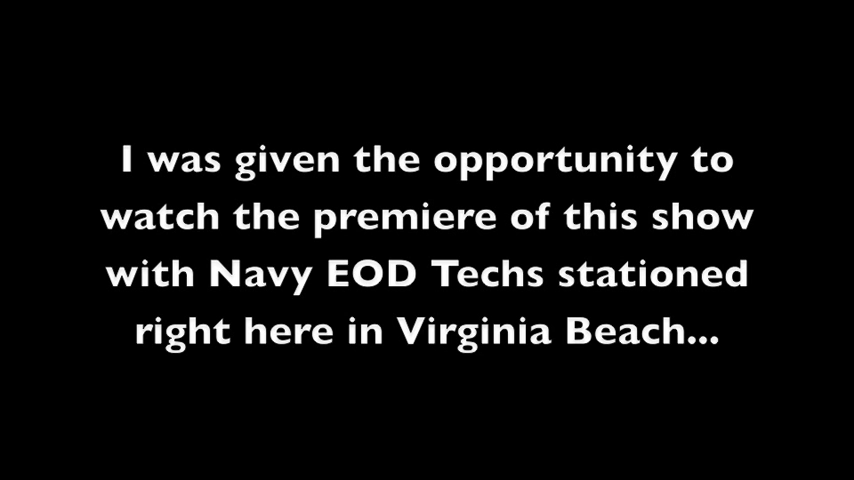 I was given the opportunity to
watch the premiere of this show
with Navy EOD Techs stationed
right here in Virginia Beach...